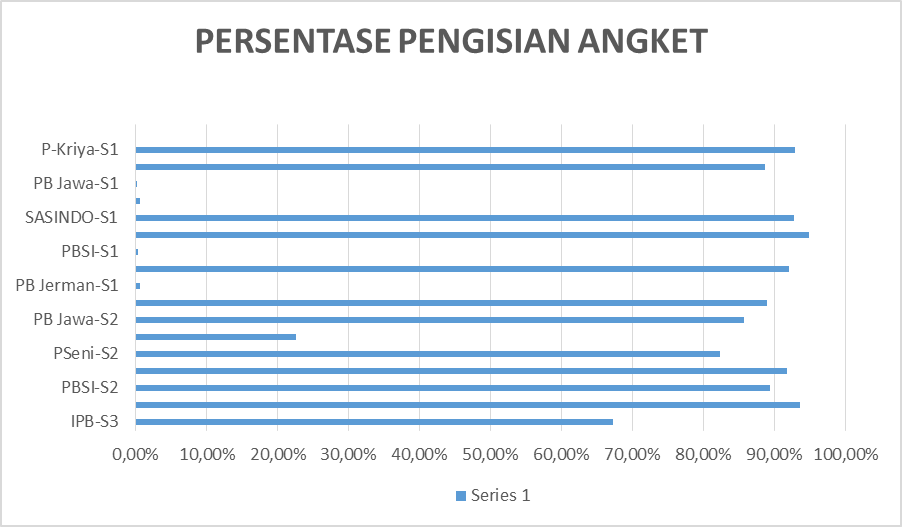 PERSENTASE PENGISIAN ANGKET
P-Kriya-S1
PB Jawa-S1
SASINDO-S1
PBSI-S1
PB Jerman-S1
PB Jawa-S2
PSeni-S2
PBSI-S2
IPB-S3
0,00% 10,00% 20,00% 30,00% 40,00% 50,00% 60,00% 70,00% 80,00% 90,00% 100,00%
Series 1